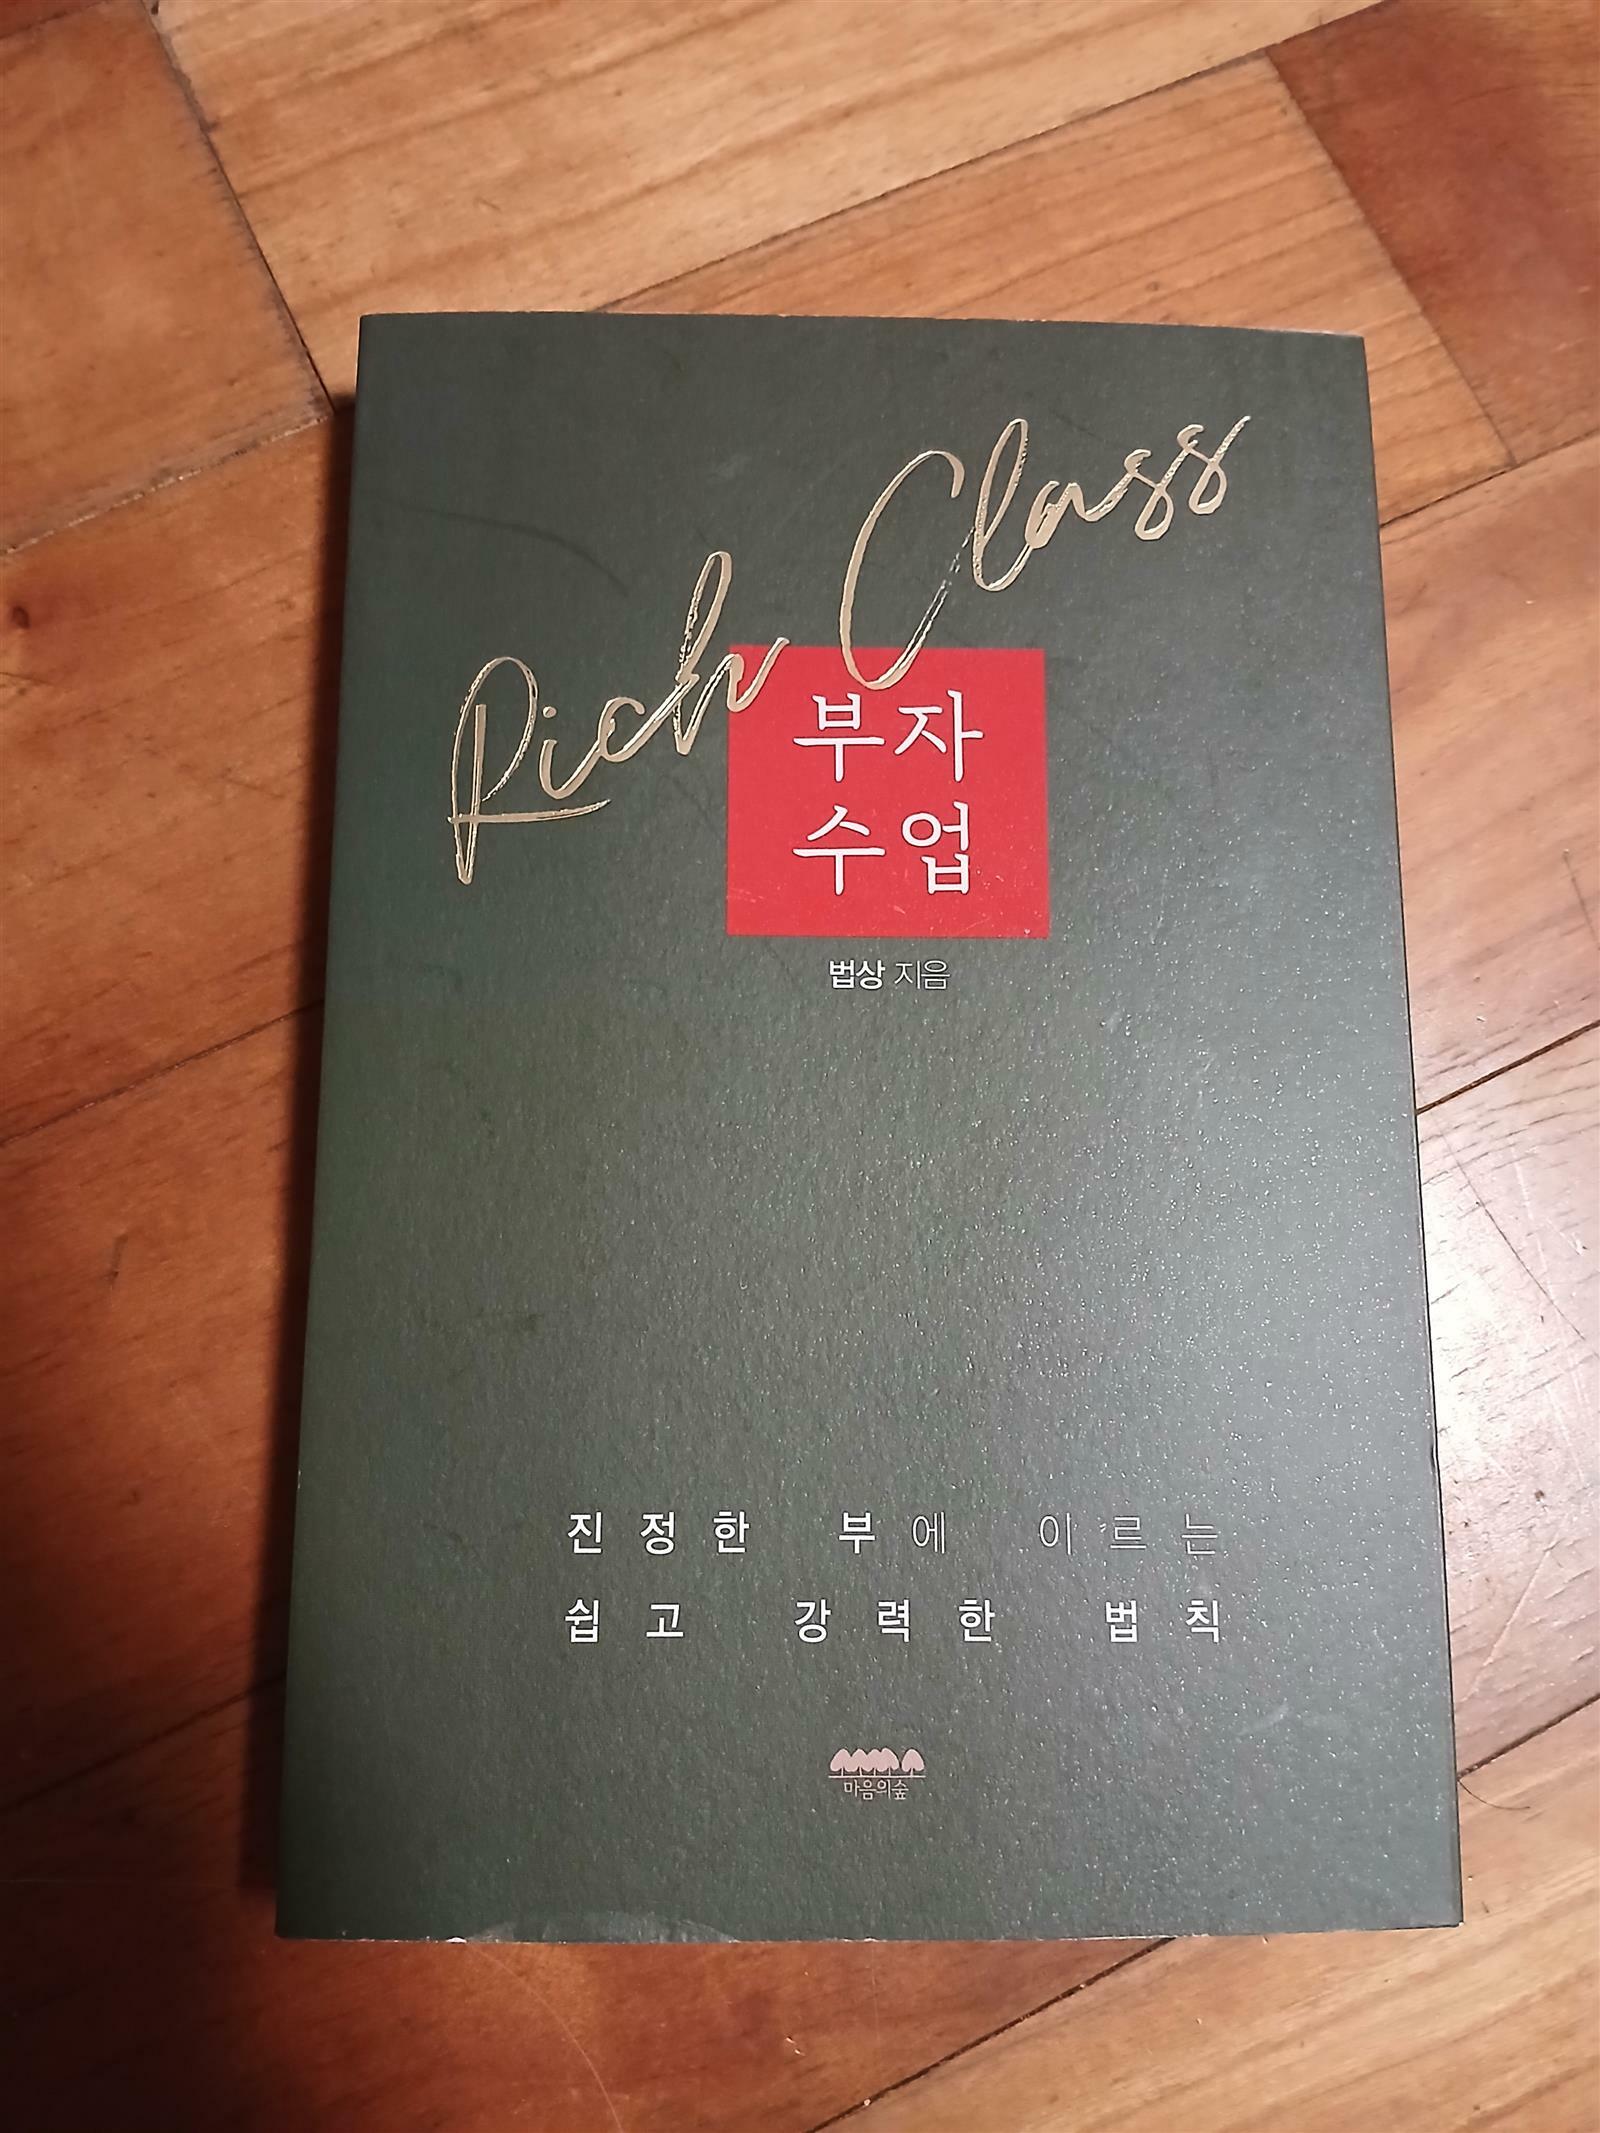 Rich Class
부자
수업
법상 지음
진정한 부에 이르는
쉽고 강력한 법칙
마음의숲